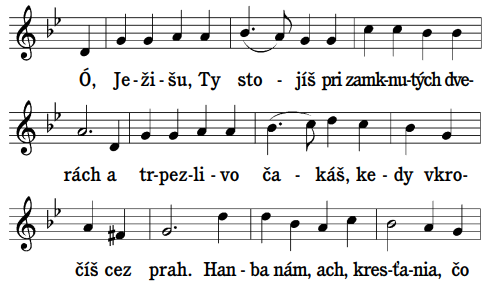 Ó, Je-ži-šu, Ty sto-jíš pri zamk-nu-tých dve-
rách a tr-pez-li-vo ča-káš, ke-dy vkro-
číš cez prah. Han-ba nám, ach, kres-ťa-nia, čo